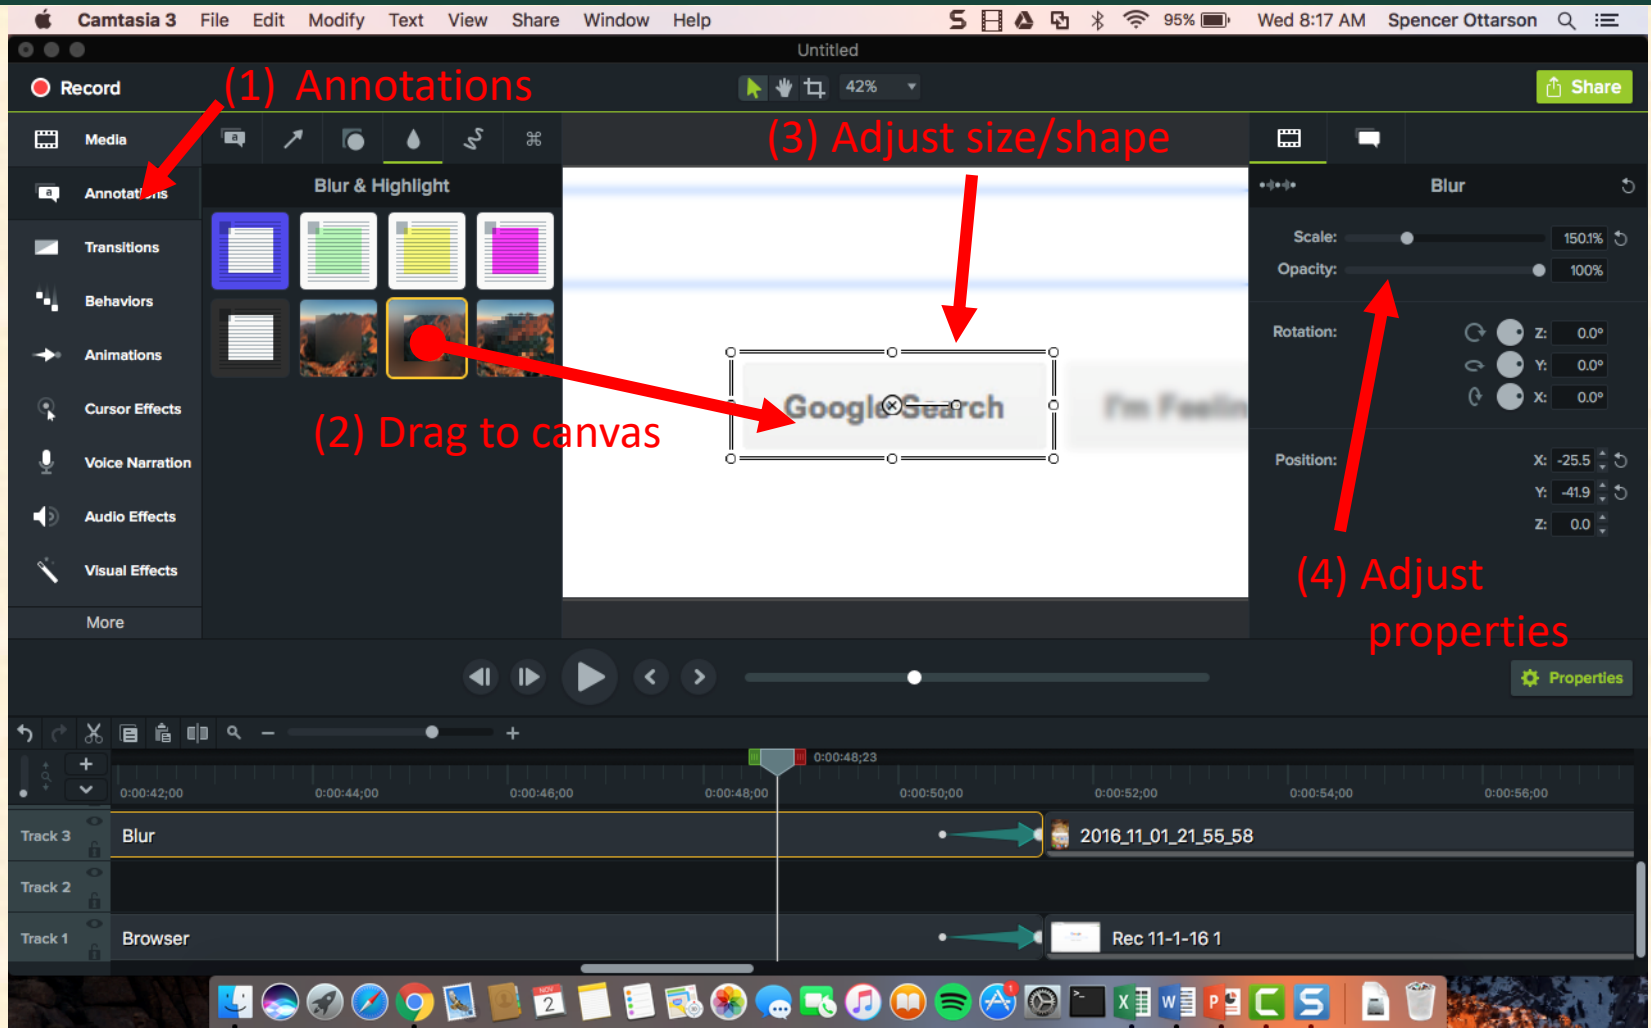 Camtasia 3 File Edit Modify Text View Share Window Help 95% Wed 8:17 AM Spencer Ottarson
Untitled
Record
(1) Annotations
42%
Share
Media
a
(3) Adjust size/shape
Annotations
Blur & Highlight
Blur
Transitions
Scale: 150.1%
Opacity: 100%
Behaviors
Rotation: Z: 0.0°
Animations
Y: 0.0°
X: 0.0°
Cursor Effects
Google Search
I'm Feelin
(2) Drag to canvas
Voice Narration
Position: X: -25.5
Y: -41.9
Z: 0.0
Audio Effects
Visual Effects
(4) Adjust
properties
More
Properties
0:00:48;23
0:00:42;00 0:00:44;00 0:00:46;00 0:00:48;00 0:00:50;00 0:00:52;00 0:00:54;00 0:00:56;00
Track 3 Blur 2016_11_01_21_55_58
Track 2
Track 1 Browser Rec 11-1-16 1
NOV
2
1